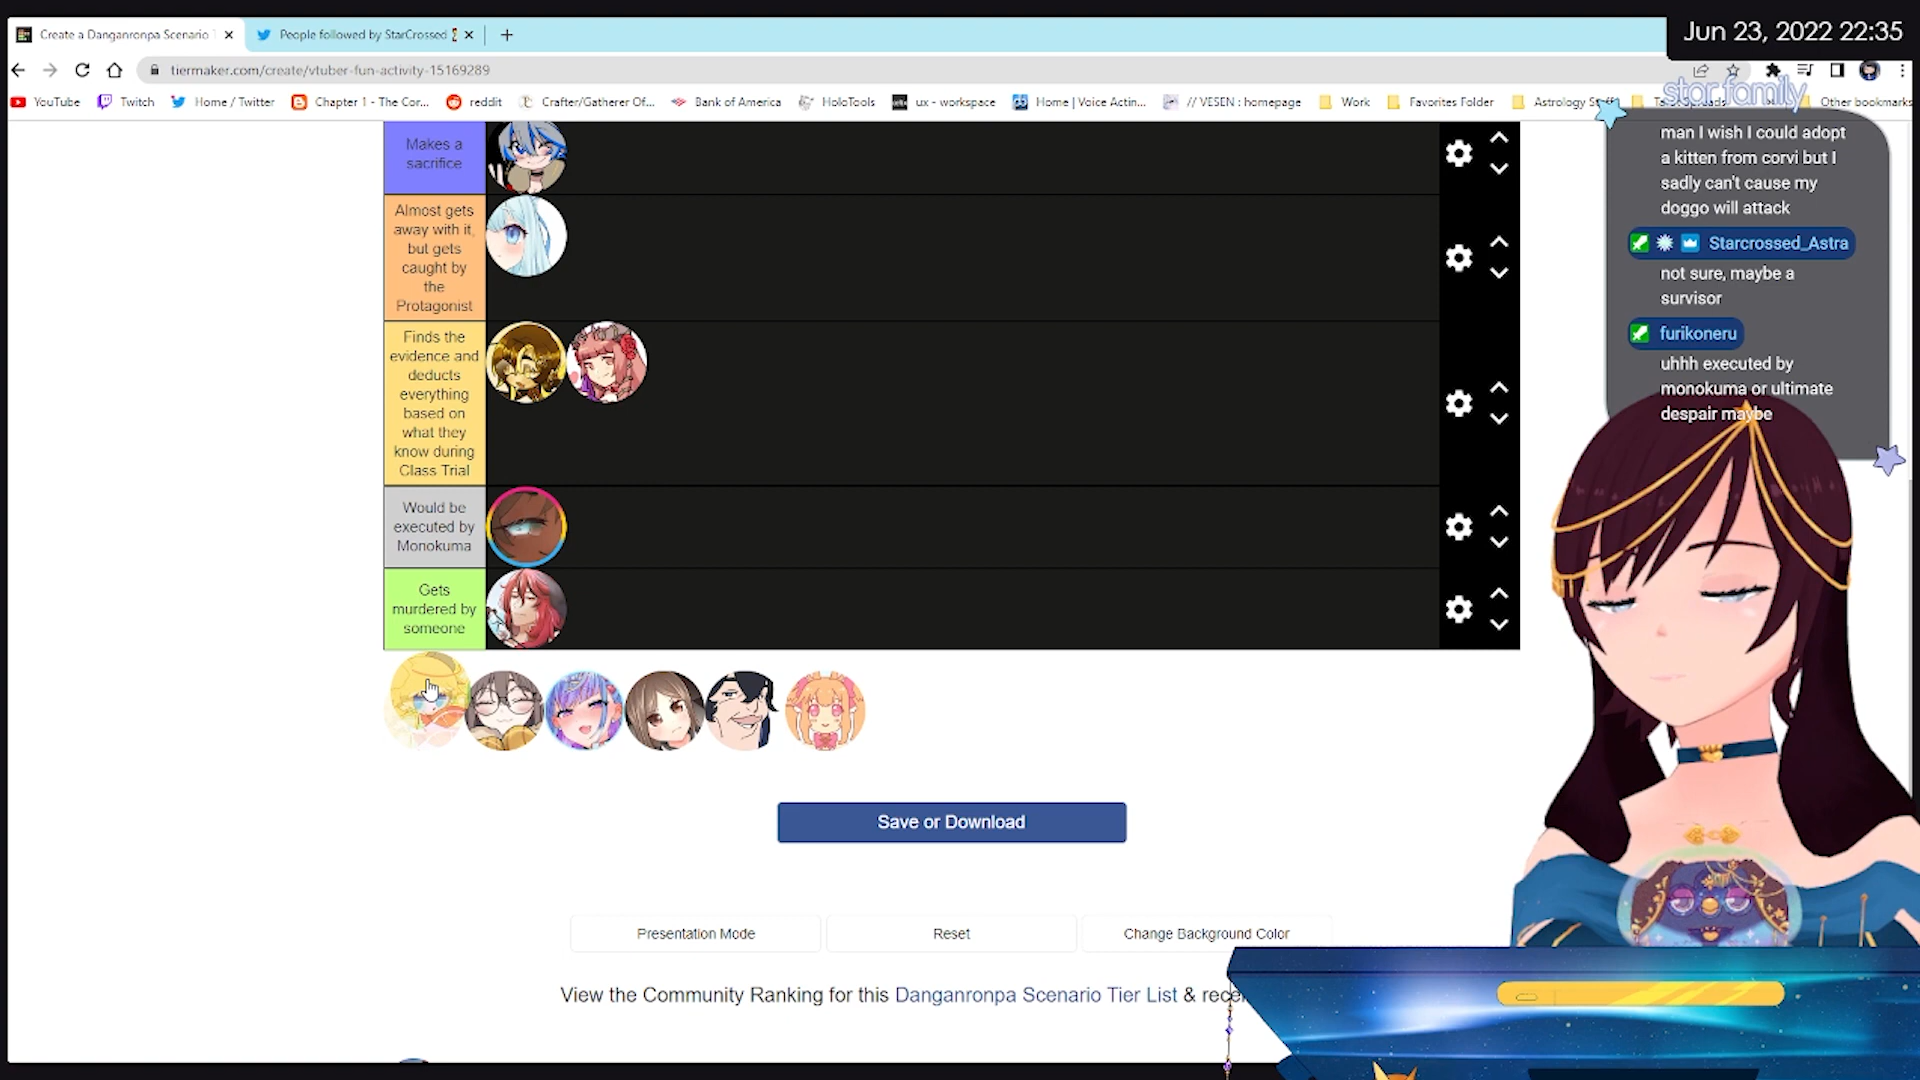 Create a Danganronpa Scenario T
People followed by StarCrossed
Jun 23, 2022 22:35
tiermaker.com/create/vtuber-fun-activity-15169289
YouTube
Twitch
Home / Twitter
Chapter 1 - The Cor...
reddit
Crafter/Gatherer Of...
Bank of America
HoloTools
ux - workspace
Home | Voice Actin...
// VESEN : homepage
Work
Favorites Folder
Astrology Stuff
Other bookmarks
star family
Makes a
sacrifice
Almost gets
away with it,
but gets
caught by
the
Protagonist
Finds the
evidence and
deducts
everything
based on
what they
know during
Class Trial
Would be
executed by
Monokuma
Gets
murdered by
someone
man I wish I could adopt
a kitten from corvi but I
sadly can't cause my
doggo will attack
Starcrossed_Astra
not sure, maybe a
survisor
furikoneru
uhhh executed by
monokuma or ultimate
despair maybe
Save or Download
Presentation Mode
Reset
Change Background Color
View the Community Ranking for this Danganronpa Scenario Tier List & rece